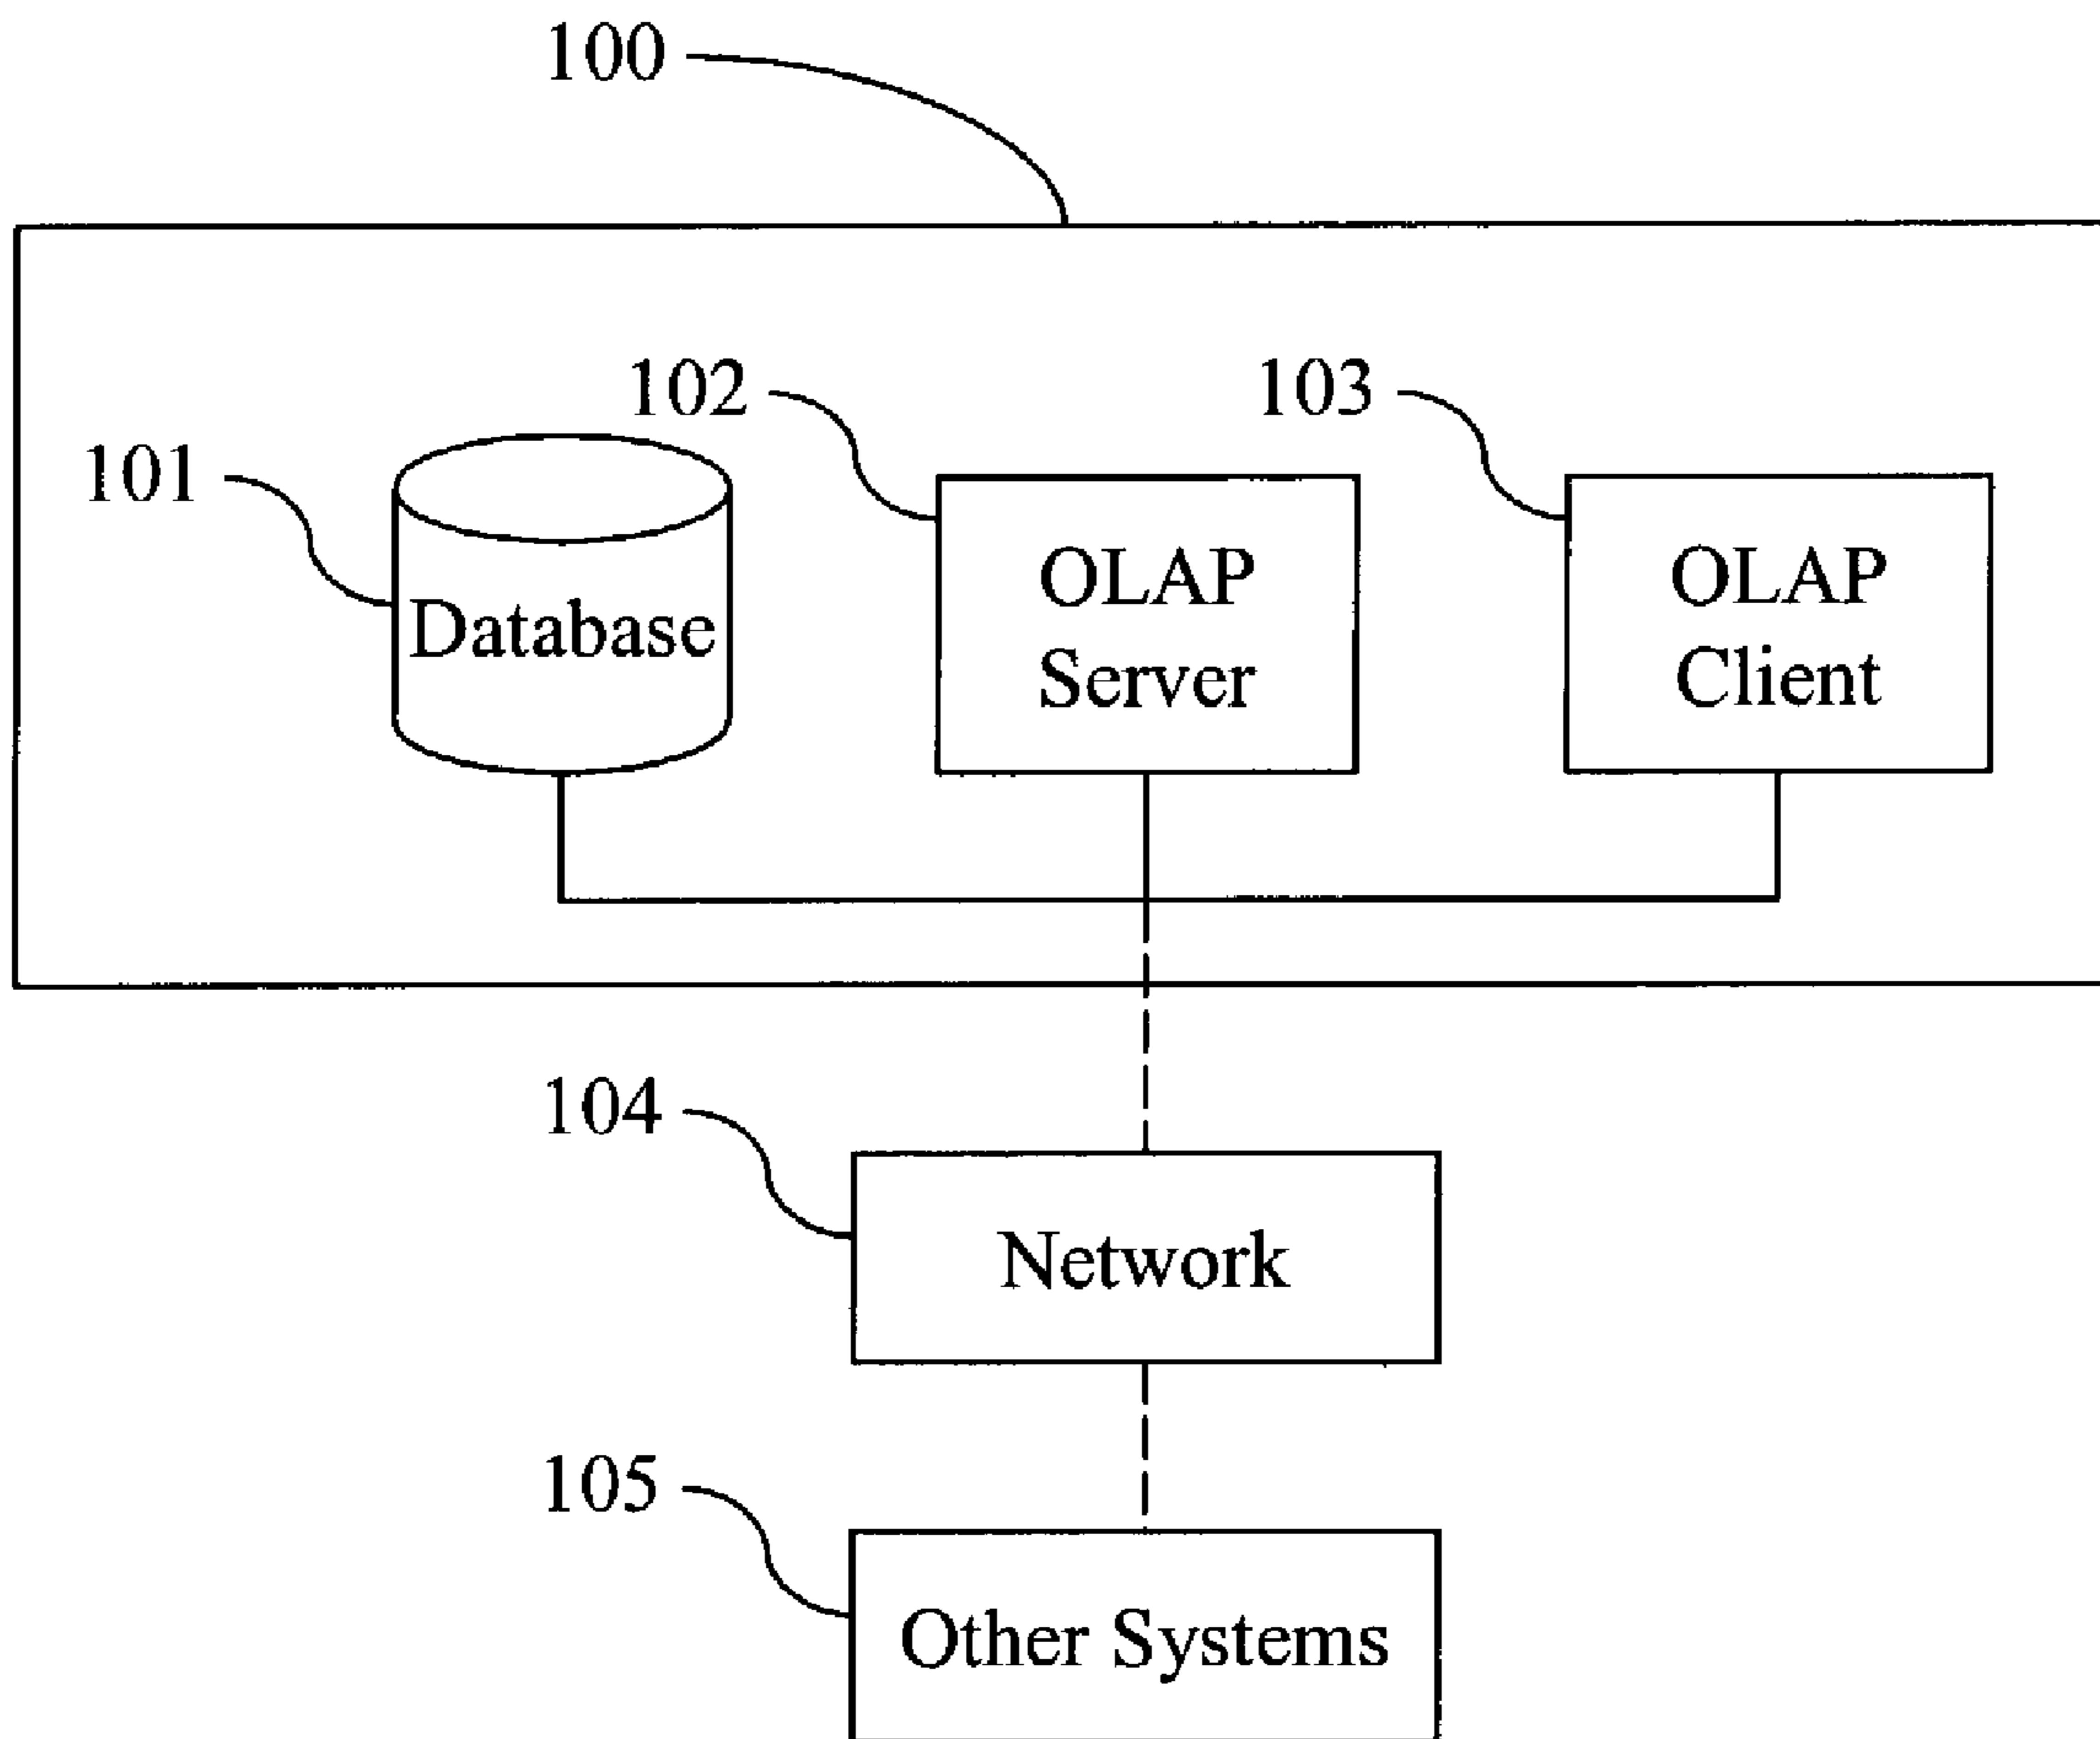 100
102
103
101
Database
OLAP
Server
OLAP
Client
104
Network
105
Other Systems